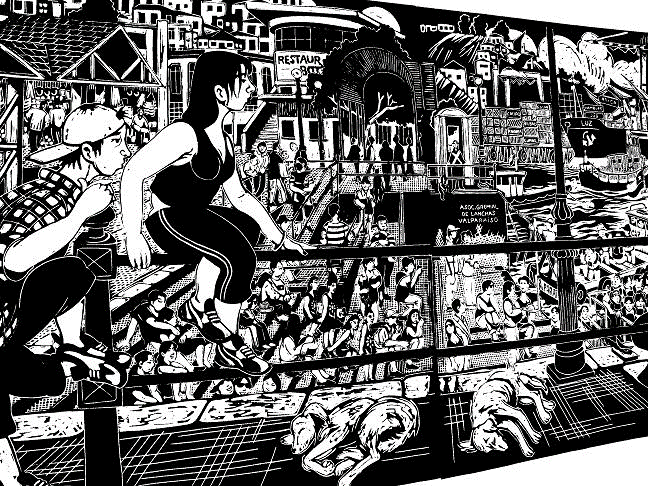 RESTAUR
ASOC.GREMIAL
DE LANCHAS
VALPARAISO